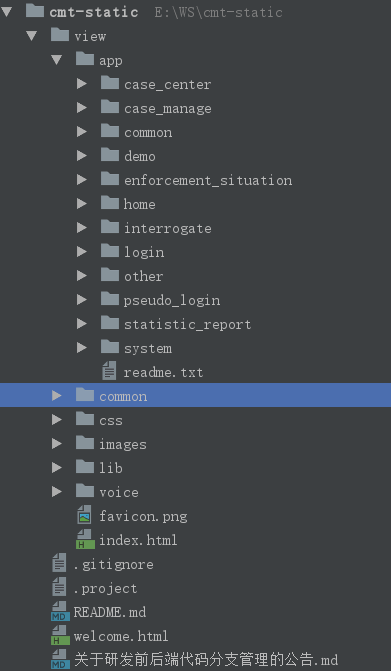 cmt-static E:\WS\cmt-static
view
app
case_center
case_manage
common
demo
enforcement_situation
home
interrogate
login
other
pseudo_login
statistic_report
system
readme.txt
common
css
images
lib
voice
favicon.png
index.html
.gitignore
.project
README.md
welcome.html
关于研发前后端代码分支管理的公告.md